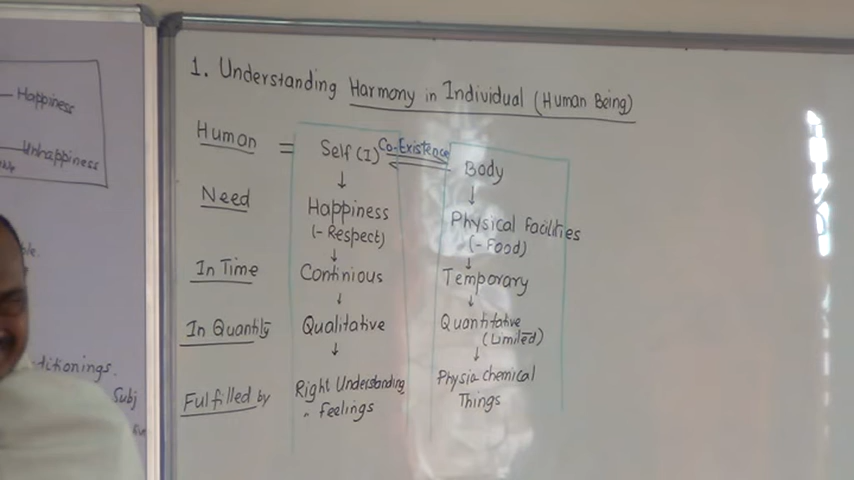 Happiness
Unhappiness
ditionings.
Subj
1. Understanding Harmony in Individual (Human Being)
Human = Self (I) Co-Existence Body
Need Happiness Physical Facilities
(- Respect) (- Food)
In Time Continious Temporary
In Quantity Qualitative Quantitative
(Limited)
Fulfilled by Right Understanding Physia chemical
" Feelings Things